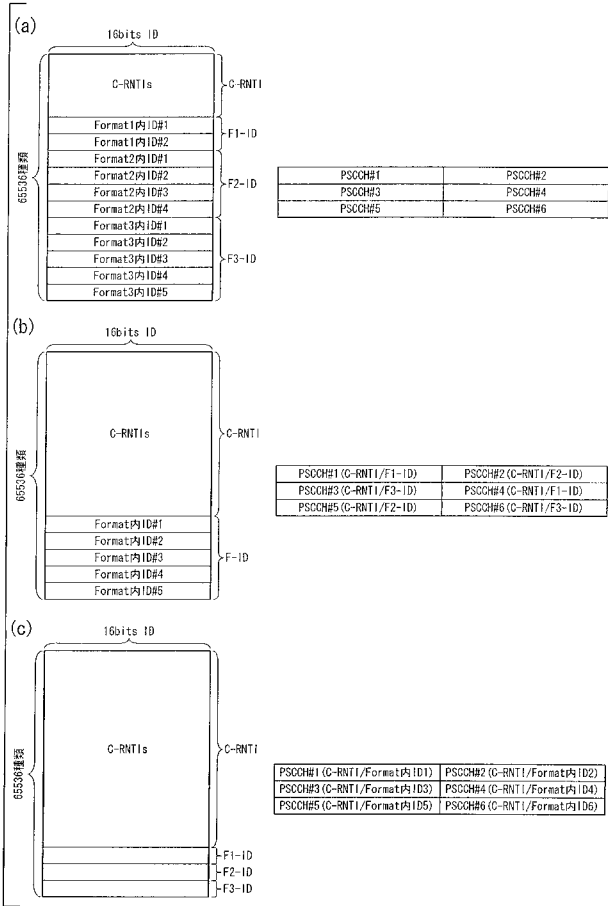 (a)
16bits ID
65536種類
C-RNTIs
C-RNTI
Format1内ID#1
Format1内ID#2
F1-ID
Format2内ID#1
Format2内ID#2
Format2内ID#3
Format2内ID#4
F2-ID
Format3内ID#1
Format3内ID#2
Format3内ID#3
Format3内ID#4
Format3内ID#5
F3-ID
PSCCH#1 PSCCH#2
PSCCH#3 PSCCH#4
PSCCH#5 PSCCH#6
(b)
16bits ID
65536種類
C-RNTIs
C-RNTI
Format内ID#1
Format内ID#2
Format内ID#3
Format内ID#4
Format内ID#5
F-ID
PSCCH#1(C-RNTI/F1-ID) PSCCH#2(C-RNTI/F2-ID)
PSCCH#3(C-RNTI/F3-ID) PSCCH#4(C-RNTI/F1-ID)
PSCCH#5(C-RNTI/F2-ID) PSCCH#6(C-RNTI/F3-ID)
(c)
16bits ID
65536種類
C-RNTIs
C-RNTI
F1-ID
F2-ID
F3-ID
PSCCH#1(C-RNTI/Format内ID1) PSCCH#2(C-RNTI/Format内ID2)
PSCCH#3(C-RNTI/Format内ID3) PSCCH#4(C-RNTI/Format内ID4)
PSCCH#5(C-RNTI/Format内ID5) PSCCH#6(C-RNTI/Format内ID6)